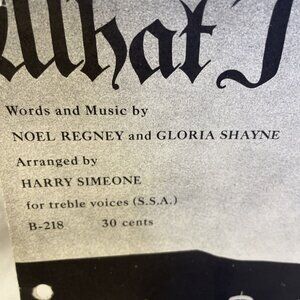 What I
Words and Music by
NOEL REGNEY and GLORIA SHAYNE
Arranged by
HARRY SIMEONE
for treble voices (S.S.A.)
B-218 30 cents